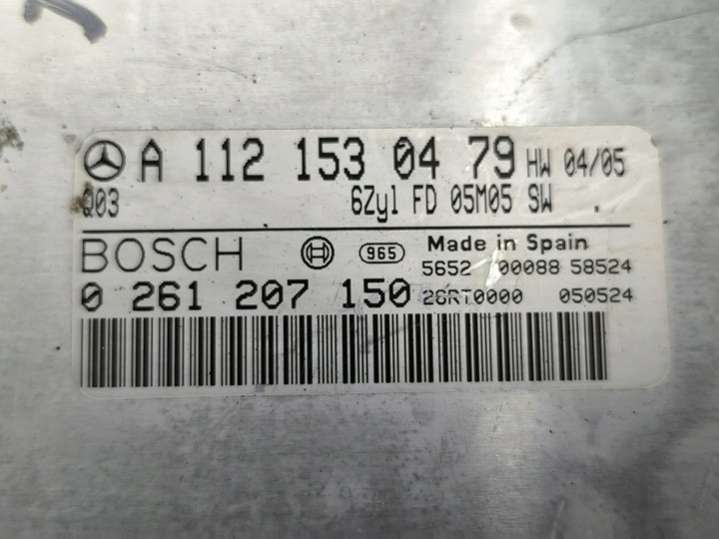 A 112 153 04 79 HW 04/05
Q03 6Zyl FD 05M05 SW .
BOSCH 965 Made in Spain
5652 00088 58524
0 261 207 150 26RT0000 050524